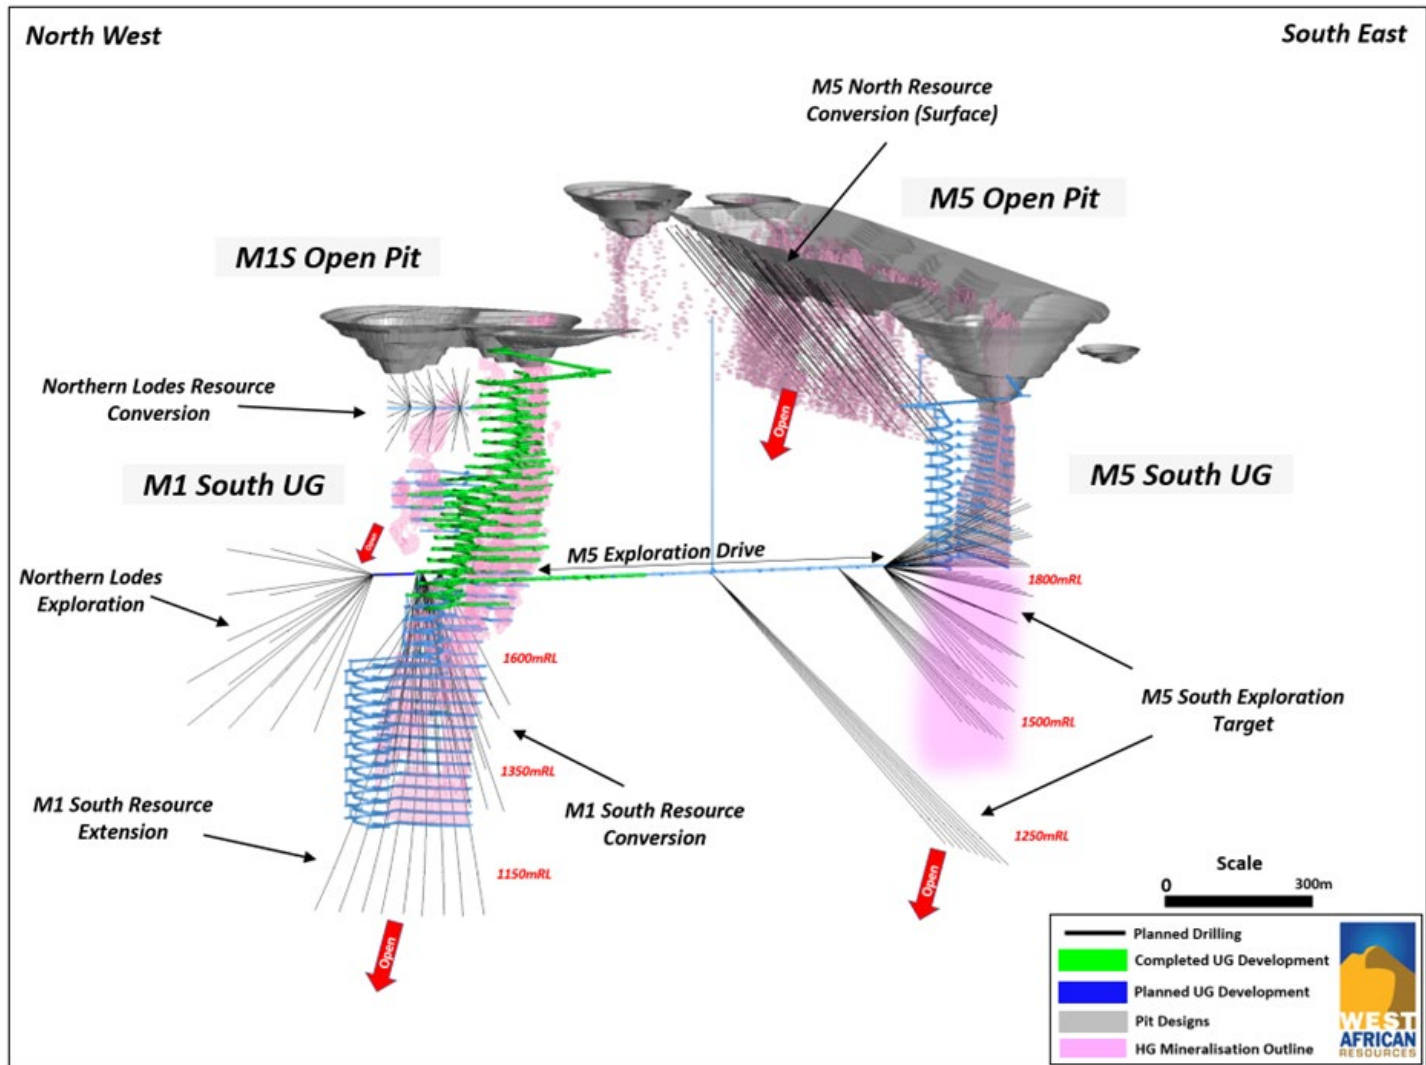 North West
South East
M5 North Resource
Conversion (Surface)
M5 Open Pit
M1S Open Pit
Northern Lodes Resource
Conversion
Open
M1 South UG
M5 South UG
Open
M5 Exploration Drive
Northern Lodes
Exploration
1800mRL
1600mRL
M5 South Exploration
Target
1500mRL
1350mRL
M1 South Resource
Extension
M1 South Resource
Conversion
1250mRL
1150mRL
Open
Open
Scale
0 300m
Planned Drilling
Completed UG Development
Planned UG Development
Pit Designs
HG Mineralisation Outline
WEST
AFRICAN
RESOURCES